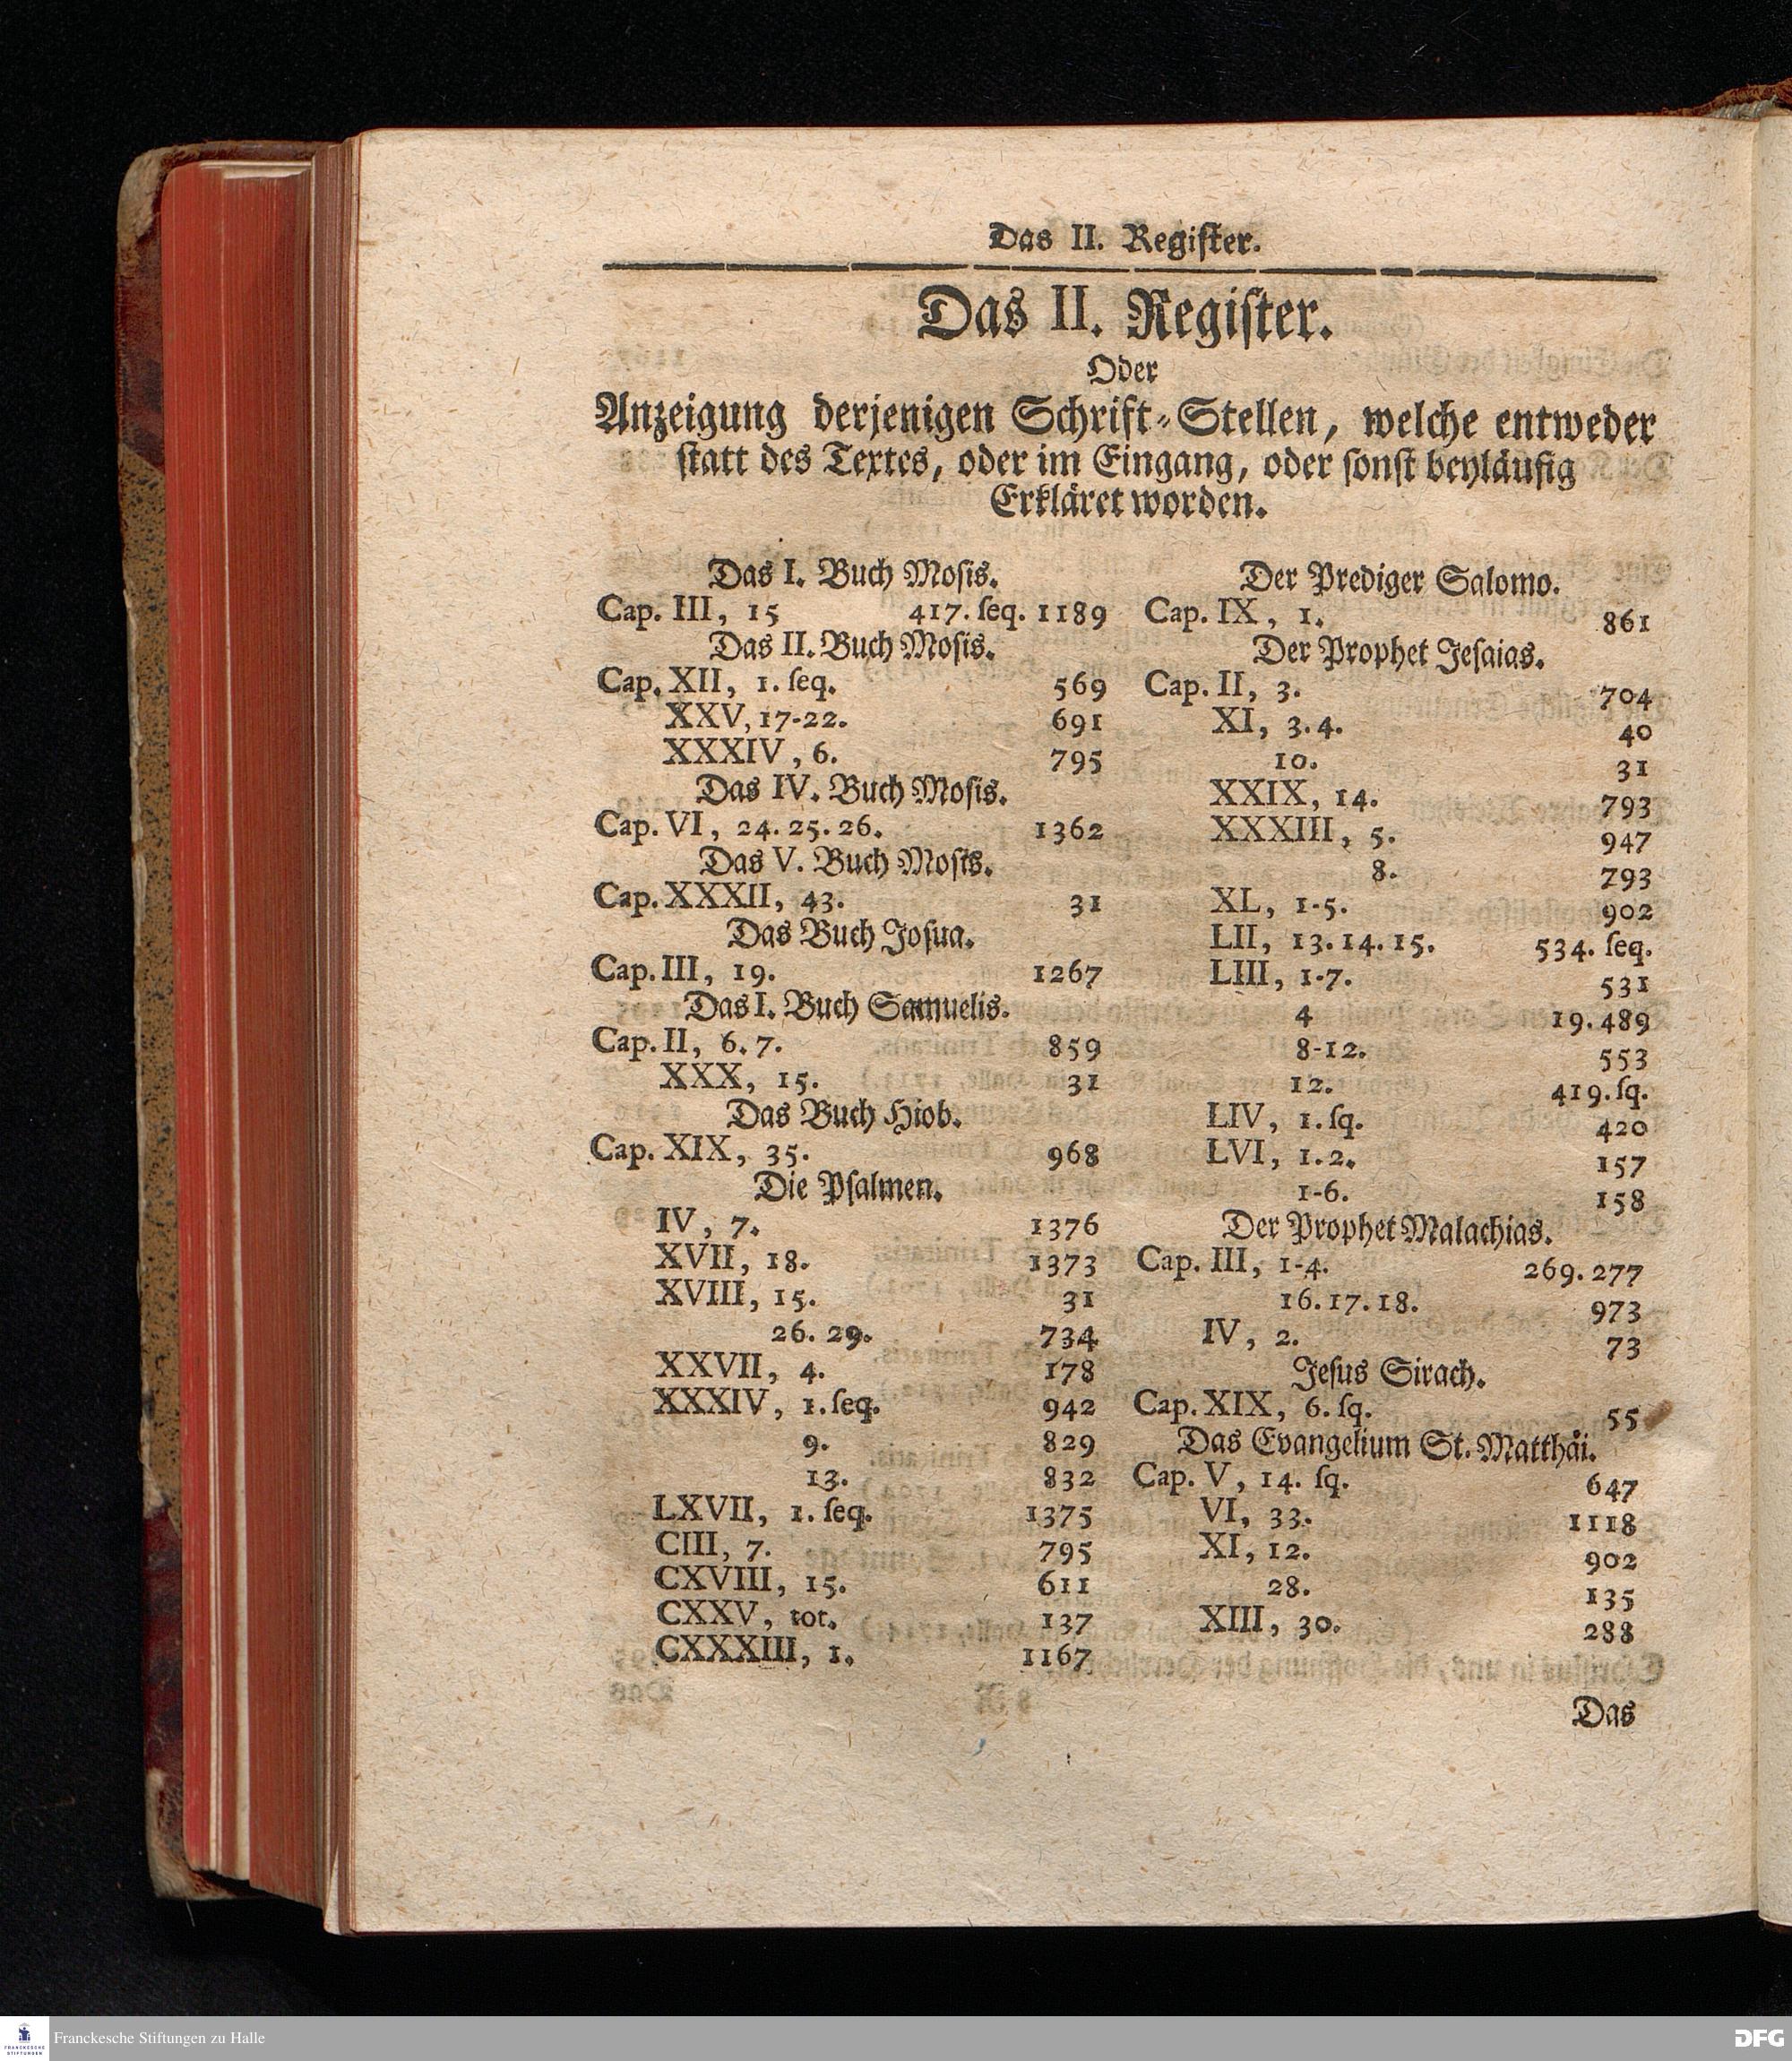 Das II. Regiſter.
Das II. Regiſter.
Oder
Anzeigung derjenigen Schrift-Stellen, welche entweder
ſtatt des Textes, oder im Eingang, oder ſonſt beyläufig
Erkläret worden.
Das I. Buch Moſis.
Cap. III, 15 417. ſeq. 1189
Das II. Buch Moſis.
Cap. XII, 1. ſeq. 569
XXV, 17-22. 691
XXXIV, 6. 795
Das IV. Buch Moſis.
Cap. VI, 24. 25. 26. 1362
Das V. Buch Moſis.
Cap. XXXII, 43. 31
Das Buch Joſua.
Cap. III, 19. 1267
Das I. Buch Samuelis.
Cap. II, 6. 7. 859
XXX, 15. 31
Das Buch Hiob.
Cap. XIX, 35. 968
Die Pſalmen.
IV, 7. 1376
XVII, 18. 1373
XVIII, 15. 31
26. 29. 734
XXVII, 4. 178
XXXIV, 1. ſeq. 942
9. 829
13. 832
LXVII, 1. ſeq. 1375
CIII, 7. 795
CXVIII, 15. 611
CXXV, tot. 137
CXXXIII, 1. 1167
Der Prediger Salomo.
Cap. IX, 1. 861
Der Prophet Jeſaias.
Cap. II, 3. 704
XI, 3. 4. 40
10. 31
XXIX, 14. 793
XXXIII, 5. 947
8. 793
XL, 1-5. 902
LII, 13. 14. 15. 534. ſeq.
LIII, 1-7. 531
4 19. 489
8-12. 553
12. 419. ſq.
LIV, 1. ſq. 420
LVI, 1. 2. 157
1-6. 158
Der Prophet Malachias.
Cap. III, 1-4. 269. 277
16. 17. 18. 973
IV, 2. 73
Jeſus Sirach.
Cap. XIX, 6. ſq. 55
Das Evangelium St. Matthäi.
Cap. V, 14. ſq. 647
VI, 33. 1118
XI, 12. 902
28. 135
XIII, 30. 288
Das
FRANCKESCHE STIFTUNGEN
Franckesche Stiftungen zu Halle
DFG